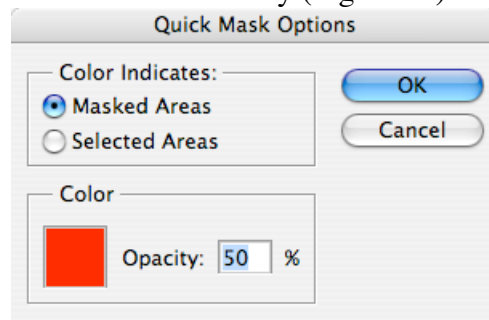 Quick Mask Options
Color Indicates:
Masked Areas
Selected Areas
OK
Cancel
Color
Opacity: 50 %